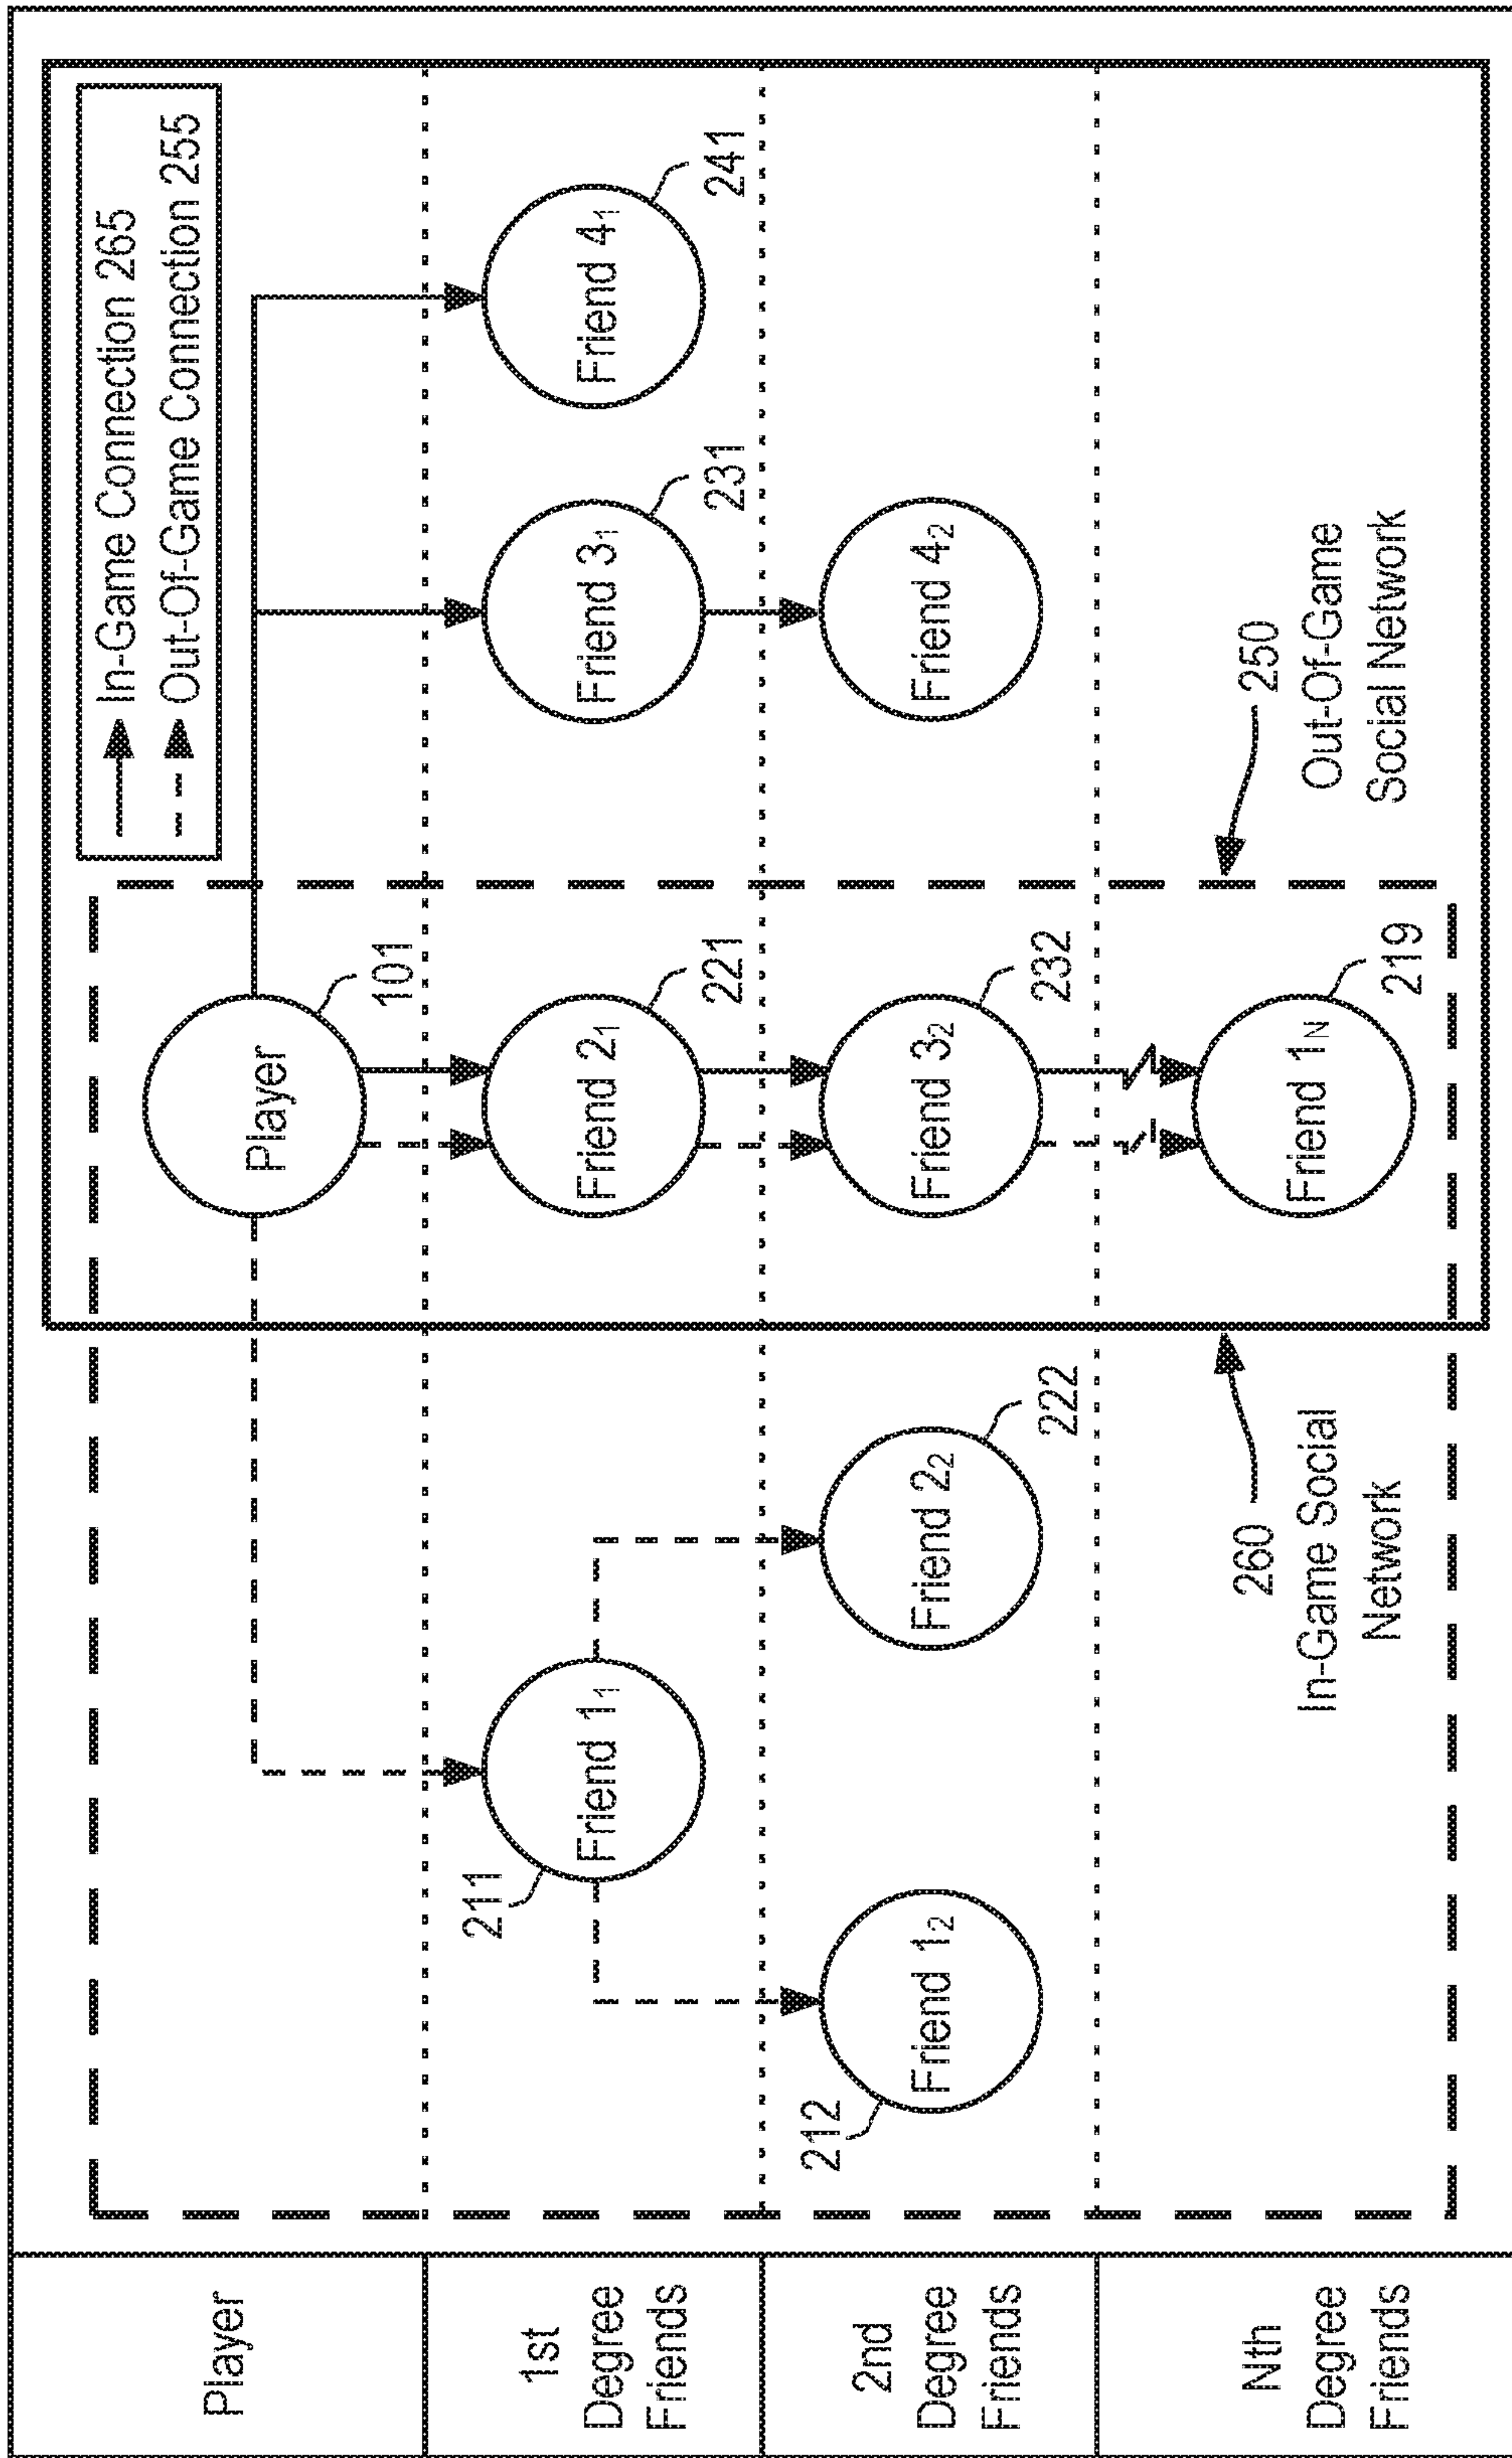 In-Game Connection 265
Out-Of-Game Connection 255
Player
Player
101
1st
Degree
Friends
211
Friend 1₁
Friend 2₁
221
Friend 3₁
231
Friend 4₁
241
2nd
Degree
Friends
212
Friend 1₂
Friend 2₂
222
Friend 3₂
232
Friend 4₂
Nth
Degree
Friends
260
In-Game Social
Network
Friend 1N
219
250
Out-Of-Game
Social Network